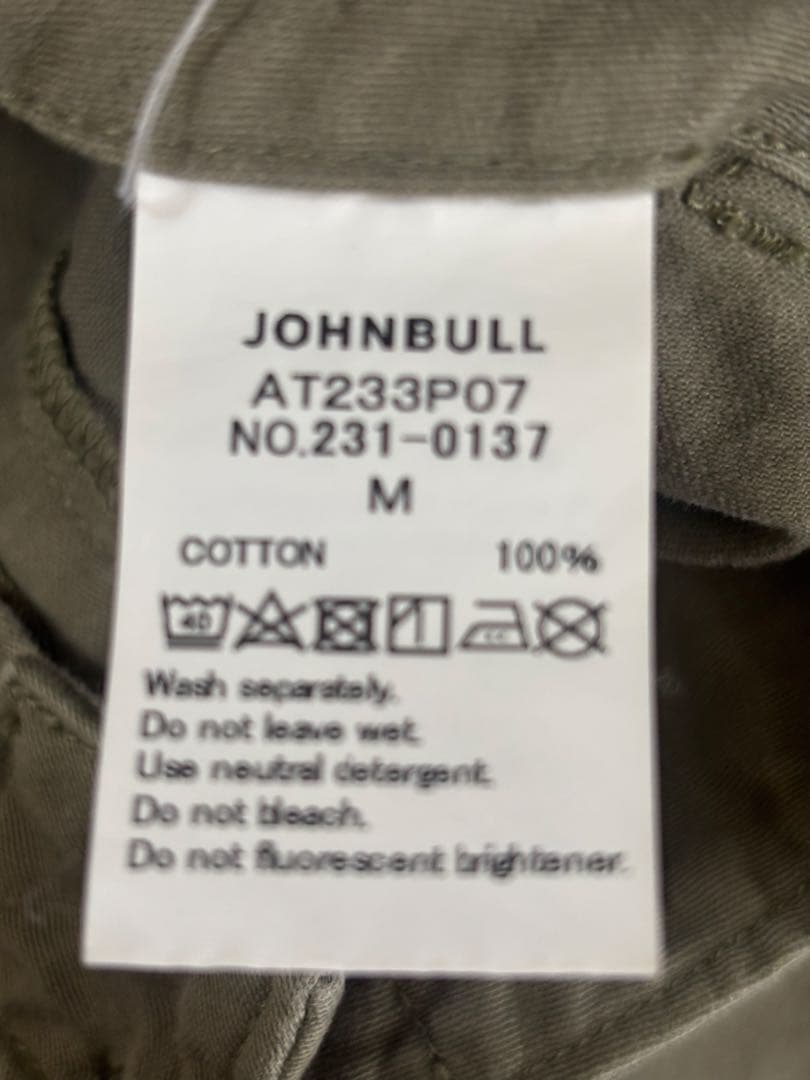 JOHNBULL
AT233P07
NO.231-0137
M
COTTON 100%
40
Wash separately.
Do not leave wet.
Use neutral detergent.
Do not bleach.
Do not fluorescent brightener.